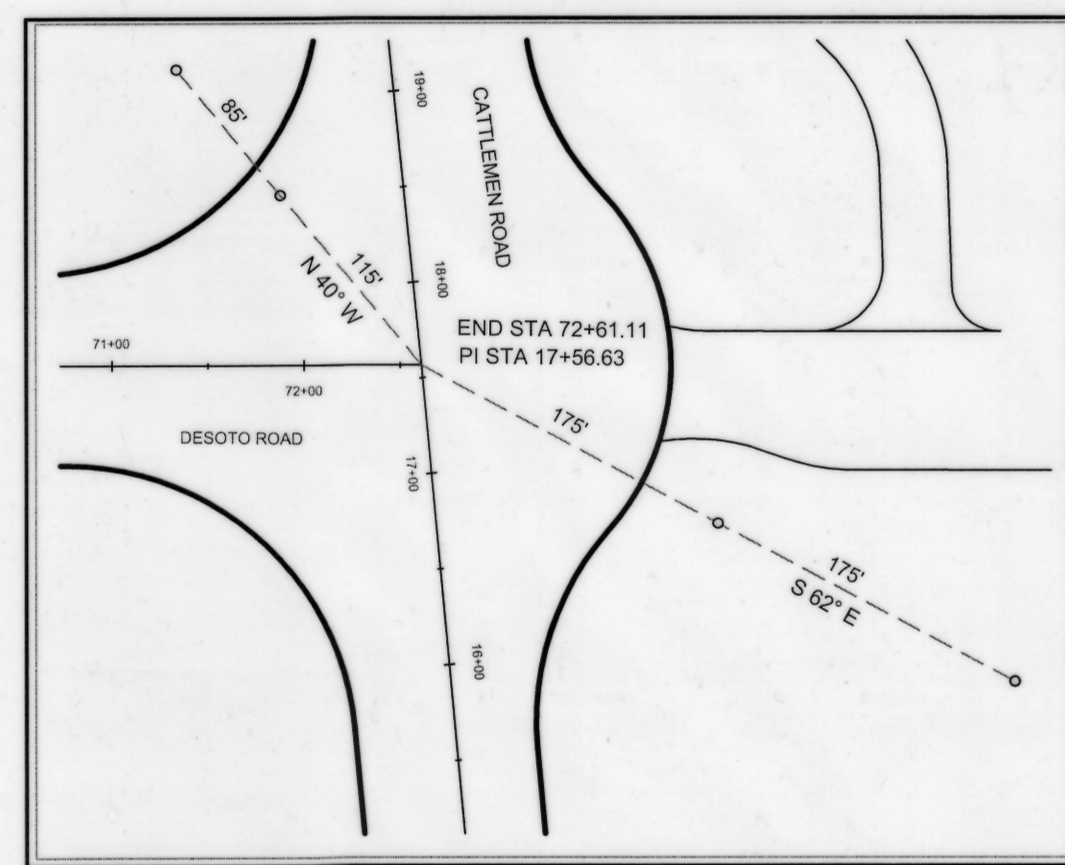 85'
19+00
CATTLEMEN ROAD
115'
N 40° W
18+00
END STA 72+61.11
PI STA 17+56.63
71+00
72+00
DESOTO ROAD
175'
17+00
175'
S 62° E
16+00